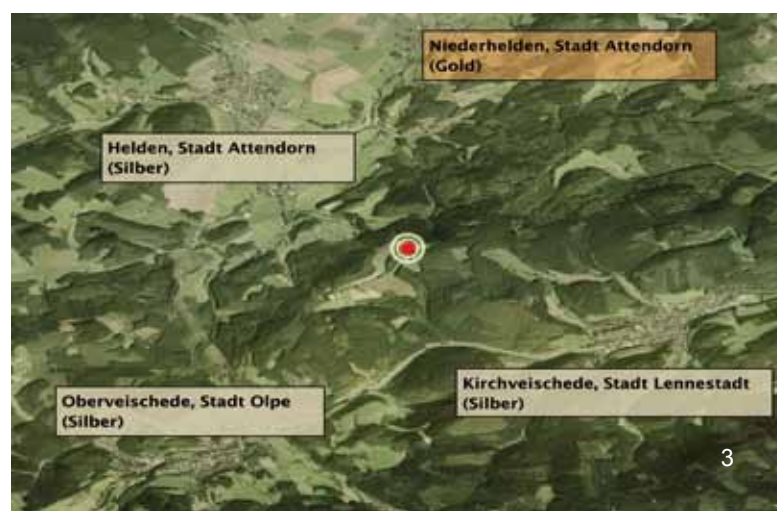 Niederhelden, Stadt Attendorn
(Gold)
Helden, Stadt Attendorn
(Silber)
Kirchveischede, Stadt Lennestadt
(Silber)
Oberveischede, Stadt Olpe
(Silber)
3